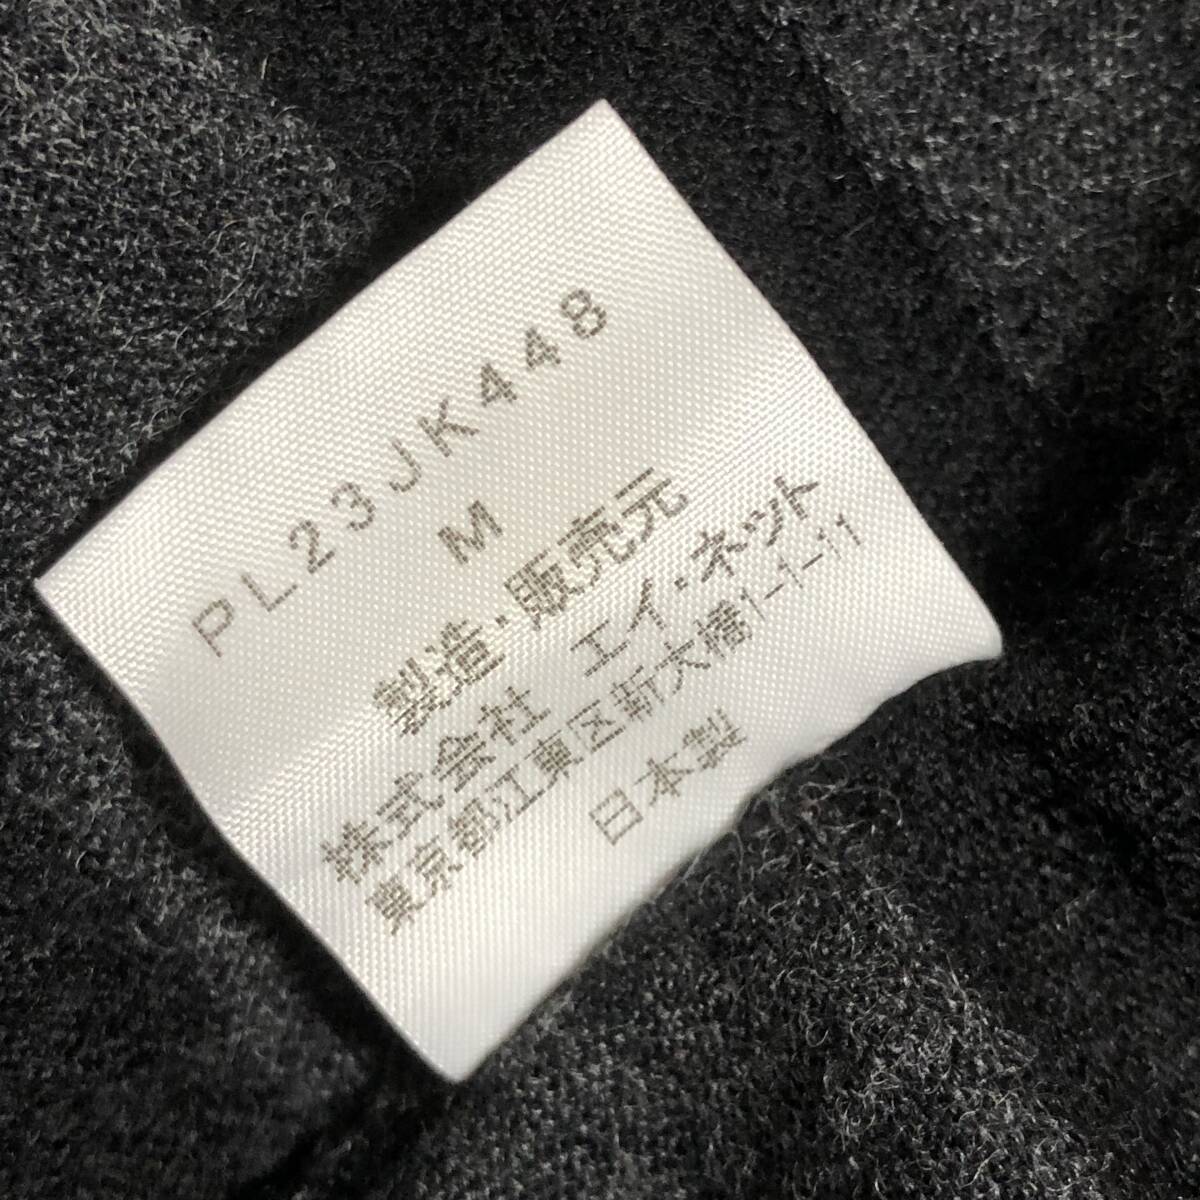 PL23JK448
M
製造・販売元
株式会社 エイ・ネット
東京都江東区新大橋1-1-11
日本製